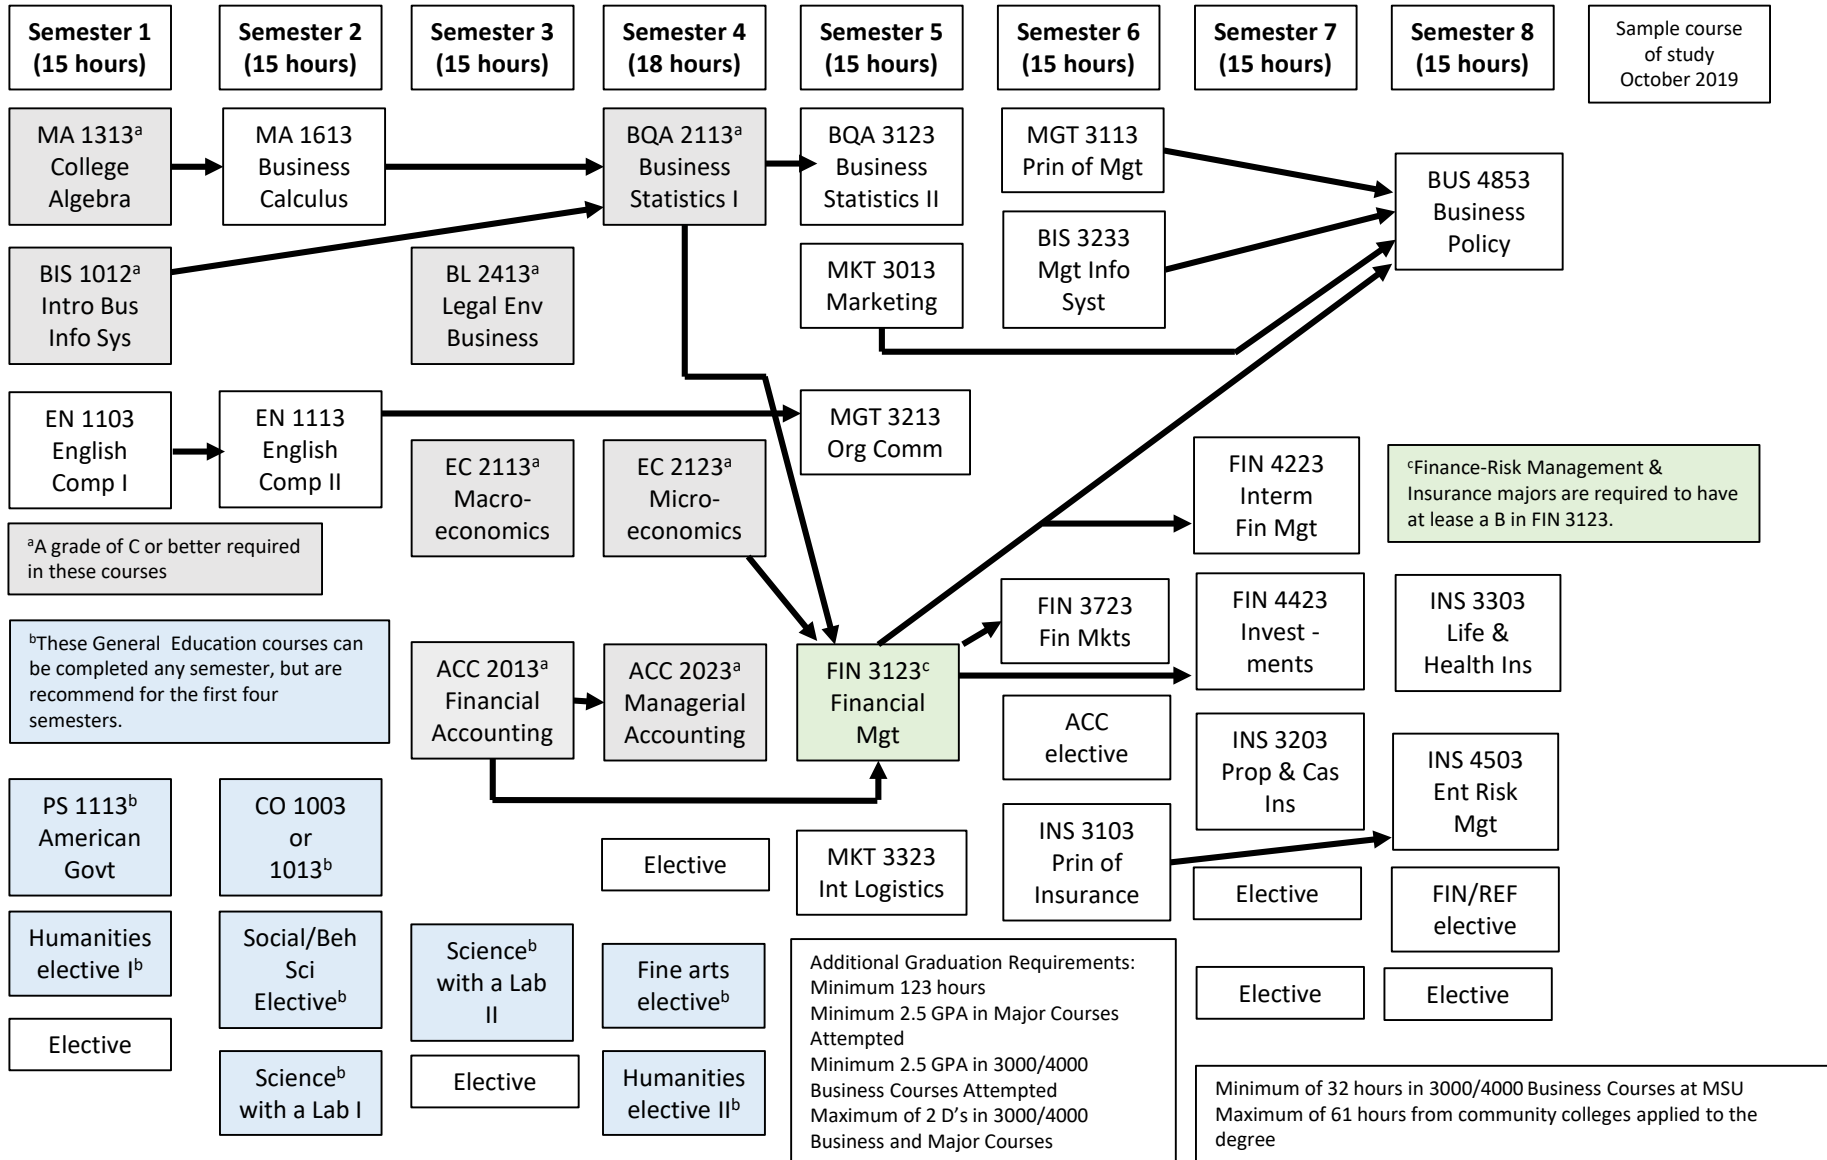 Semester 1
(15 hours)
Semester 2
(15 hours)
Semester 3
(15 hours)
Semester 4
(18 hours)
Semester 5
(15 hours)
Semester 6
(15 hours)
Semester 7
(15 hours)
Semester 8
(15 hours)
Sample course
of study
October 2019
MA 1313ᵃ
College
Algebra
MA 1613
Business
Calculus
BQA 2113ᵃ
Business
Statistics I
BQA 3123
Business
Statistics II
MGT 3113
Prin of Mgt
BUS 4853
Business
Policy
BIS 1012ᵃ
Intro Bus
Info Sys
BL 2413ᵃ
Legal Env
Business
MKT 3013
Marketing
BIS 3233
Mgt Info
Syst
EN 1103
English
Comp I
EN 1113
English
Comp II
MGT 3213
Org Comm
EC 2113ᵃ
Macro-
economics
EC 2123ᵃ
Micro-
economics
FIN 4223
Interm
Fin Mgt
ᶜFinance-Risk Management &
Insurance majors are required to have
at lease a B in FIN 3123.
ᵃA grade of C or better required
in these courses
ᵇThese General  Education courses can
be completed any semester, but are
recommend for the first four
semesters.
ACC 2013ᵃ
Financial
Accounting
ACC 2023ᵃ
Managerial
Accounting
FIN 3123ᶜ
Financial
Mgt
FIN 3723
Fin Mkts
FIN 4423
Invest -
ments
INS 3303
Life &
Health Ins
ACC
elective
INS 3203
Prop & Cas
Ins
INS 4503
Ent Risk
Mgt
PS 1113ᵇ
American
Govt
CO 1003
or
1013ᵇ
Elective
MKT 3323
Int Logistics
INS 3103
Prin of
Insurance
Elective
FIN/REF
elective
Humanities
elective Iᵇ
Social/Beh
Sci
Electiveᵇ
Scienceᵇ
with a Lab
II
Fine arts
electiveᵇ
Elective
Elective
Elective
Scienceᵇ
with a Lab I
Elective
Humanities
elective IIᵇ
Additional Graduation Requirements:
Minimum 123 hours
Minimum 2.5 GPA in Major Courses
Attempted
Minimum 2.5 GPA in 3000/4000
Business Courses Attempted
Maximum of 2 D’s in 3000/4000
Business and Major Courses
Minimum of 32 hours in 3000/4000 Business Courses at MSU
Maximum of 61 hours from community colleges applied to the
degree